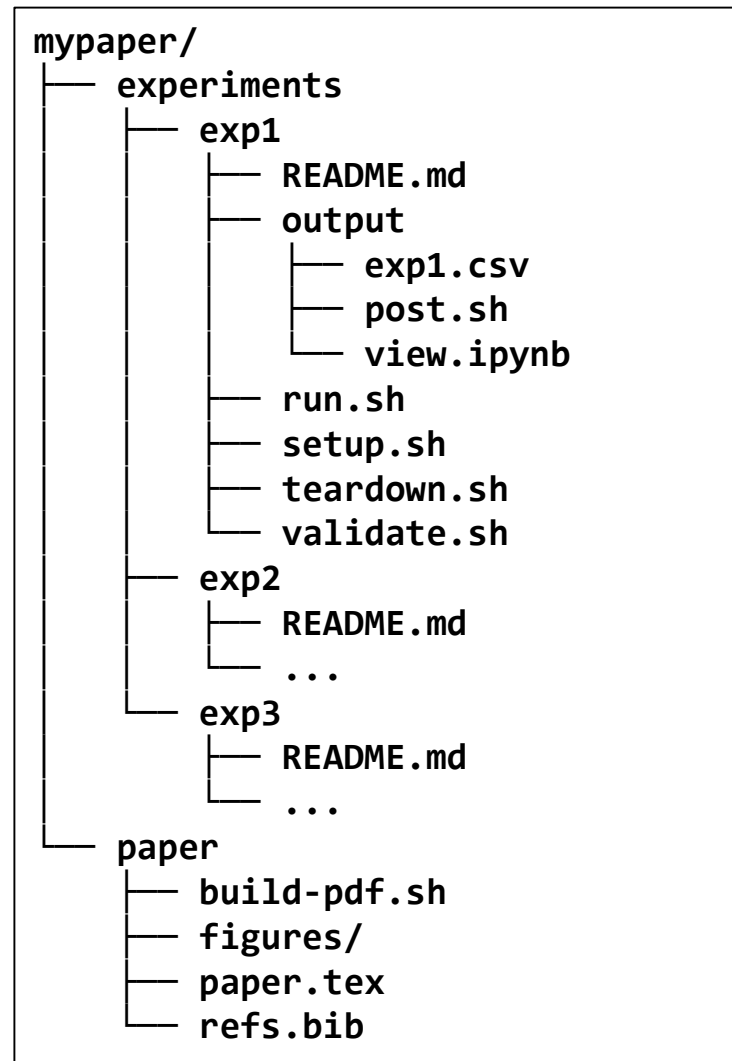 mypaper/
├── experiments
│   ├── exp1
│   │   ├── README.md
│   │   ├── output
│   │   │   ├── exp1.csv
│   │   │   ├── post.sh
│   │   │   └── view.ipynb
│   │   ├── run.sh
│   │   ├── setup.sh
│   │   ├── teardown.sh
│   │   └── validate.sh
│   ├── exp2
│   │   ├── README.md
│   │   └── ...
│   └── exp3
│       ├── README.md
│       └── ...
└── paper
    ├── build-pdf.sh
    ├── figures/
    ├── paper.tex
    └── refs.bib